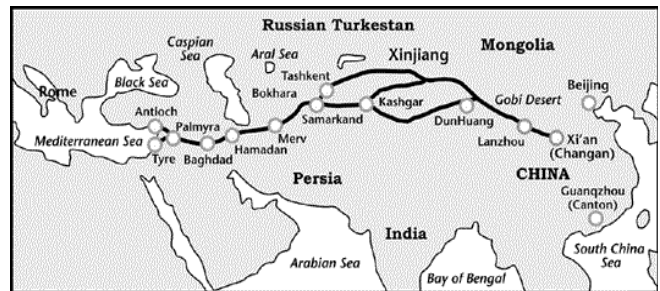 Russian Turkestan
Caspian
Sea
Aral Sea
Xinjiang
Mongolia
Tashkent
Rome
Black Sea
Bokhara
Beijing
Antioch
Kashgar
Gobi Desert
Palmyra
Samarkand
DunHuang
Mediterranean Sea
Hamadan
Merv
Lanzhou
Xi'an
(Changan)
Tyre
Baghdad
Persia
CHINA
Guanqzhou
(Canton)
India
South China
Sea
Arabian Sea
Bay of Bengal